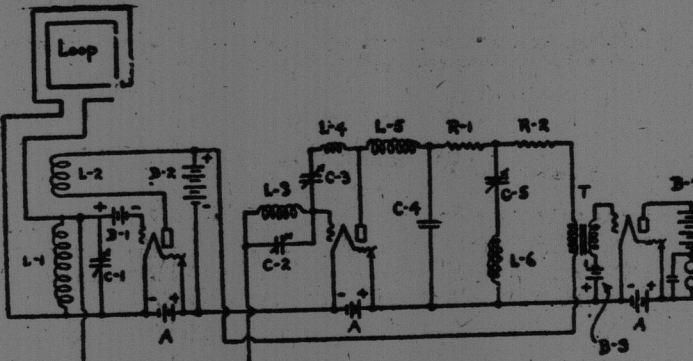 Loop
L-4
L-5
R-1
R-2
L-2
B-2
+
-
C-3
L-3
C-4
C-5
T
+
B-1
-
L-1
C-1
C-2
L-6
-
+
A
-
+
A
+
-
+
A
B-3